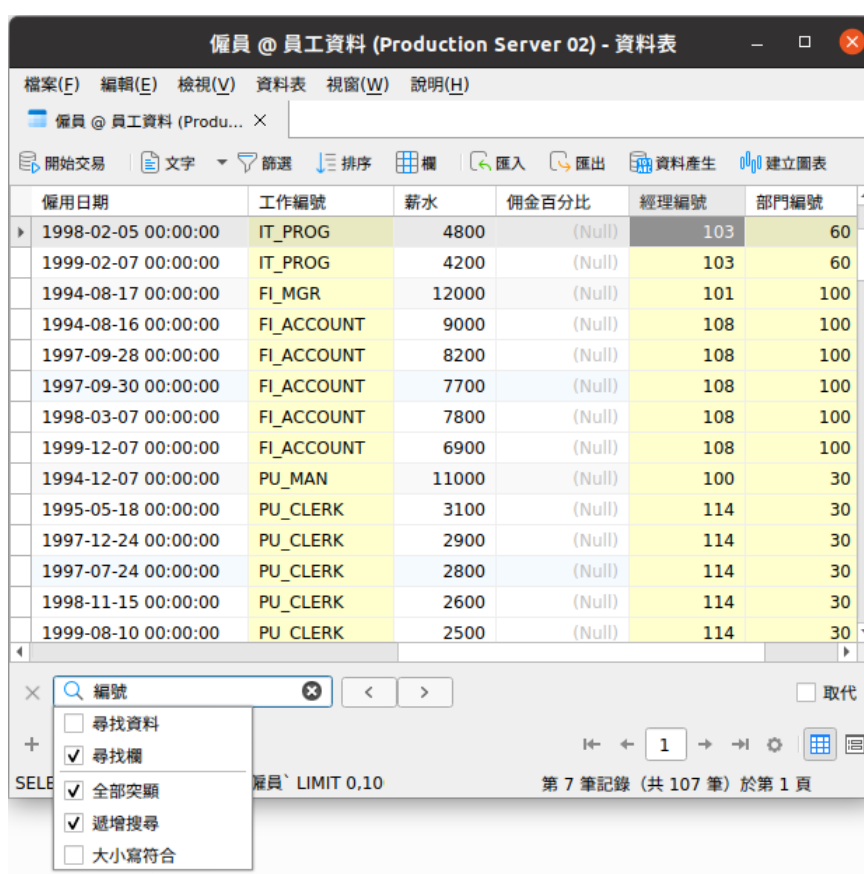 僱員 @ 員工資料 (Production Server 02) - 資料表
檔案(F) 編輯(E) 檢視(V) 資料表 視窗(W) 說明(H)
僱員 @ 員工資料 (Produ...
開始交易 文字 篩選 排序 欄 匯入 匯出 資料產生 建立圖表
僱用日期 工作編號 薪水 佣金百分比 經理編號 部門編號
1998-02-05 00:00:00 IT_PROG 4800 (Null) 103 60
1999-02-07 00:00:00 IT_PROG 4200 (Null) 103 60
1994-08-17 00:00:00 FI_MGR 12000 (Null) 101 100
1994-08-16 00:00:00 FI_ACCOUNT 9000 (Null) 108 100
1997-09-28 00:00:00 FI_ACCOUNT 8200 (Null) 108 100
1997-09-30 00:00:00 FI_ACCOUNT 7700 (Null) 108 100
1998-03-07 00:00:00 FI_ACCOUNT 7800 (Null) 108 100
1999-12-07 00:00:00 FI_ACCOUNT 6900 (Null) 108 100
1994-12-07 00:00:00 PU_MAN 11000 (Null) 100 30
1995-05-18 00:00:00 PU_CLERK 3100 (Null) 114 30
1997-12-24 00:00:00 PU_CLERK 2900 (Null) 114 30
1997-07-24 00:00:00 PU_CLERK 2800 (Null) 114 30
1998-11-15 00:00:00 PU_CLERK 2600 (Null) 114 30
1999-08-10 00:00:00 PU_CLERK 2500 (Null) 114 30
編號 取代
尋找資料
尋找欄
1
SELE 僱員` LIMIT 0,10 第 7 筆記錄 (共 107 筆) 於第 1 頁
全部突顯
遞增搜尋
大小寫符合